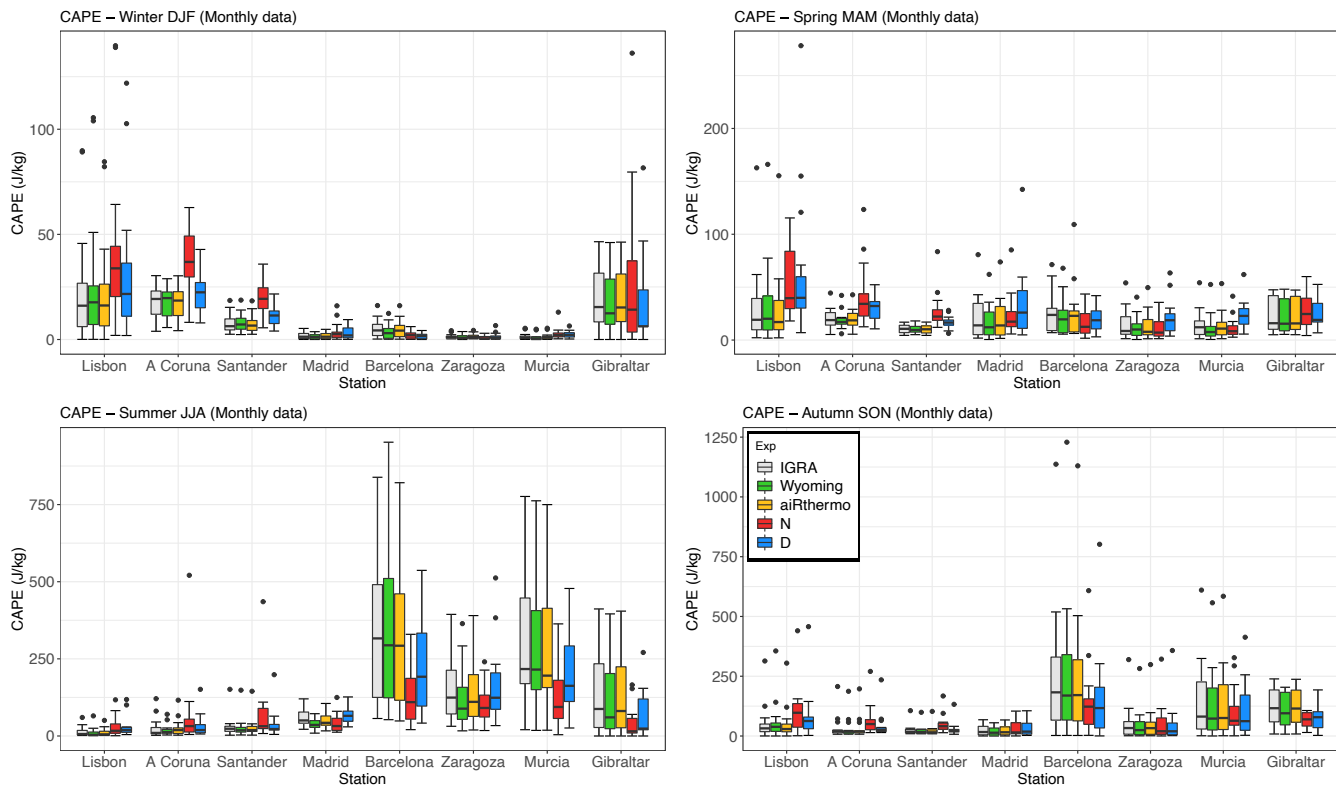 CAPE – Winter DJF (Monthly data)
CAPE (J/kg)
100
50
0
Lisbon A Coruna Santander Madrid Barcelona Zaragoza Murcia Gibraltar
Station
CAPE – Spring MAM (Monthly data)
CAPE (J/kg)
200
100
0
Lisbon A Coruna Santander Madrid Barcelona Zaragoza Murcia Gibraltar
Station
CAPE – Summer JJA (Monthly data)
CAPE (J/kg)
750
500
250
0
Lisbon A Coruna Santander Madrid Barcelona Zaragoza Murcia Gibraltar
Station
CAPE – Autumn SON (Monthly data)
CAPE (J/kg)
1250
1000
750
500
250
0
Exp
IGRA
Wyoming
aiRthermo
N
D
Lisbon A Coruna Santander Madrid Barcelona Zaragoza Murcia Gibraltar
Station